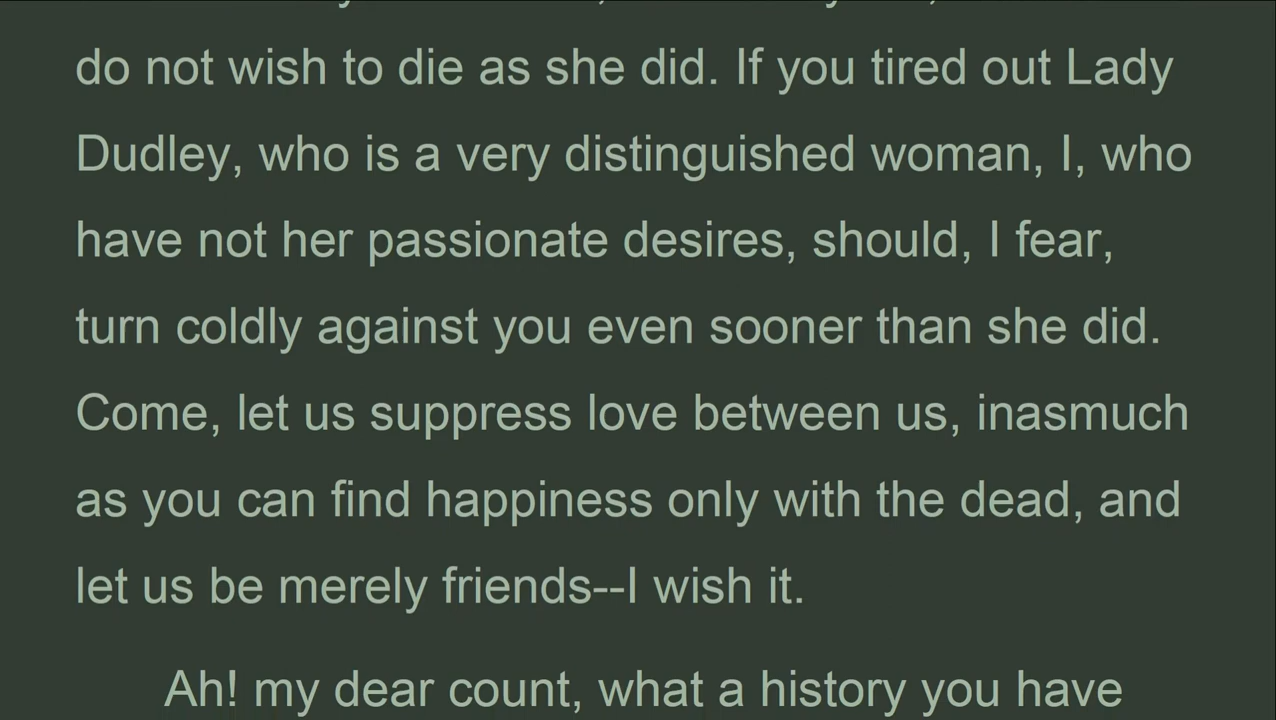 do not wish to die as she did. If you tired out Lady
Dudley, who is a very distinguished woman, I, who
have not her passionate desires, should, I fear,
turn coldly against you even sooner than she did.
Come, let us suppress love between us, inasmuch
as you can find happiness only with the dead, and
let us be merely friends--I wish it.
Ah! my dear count, what a history you have